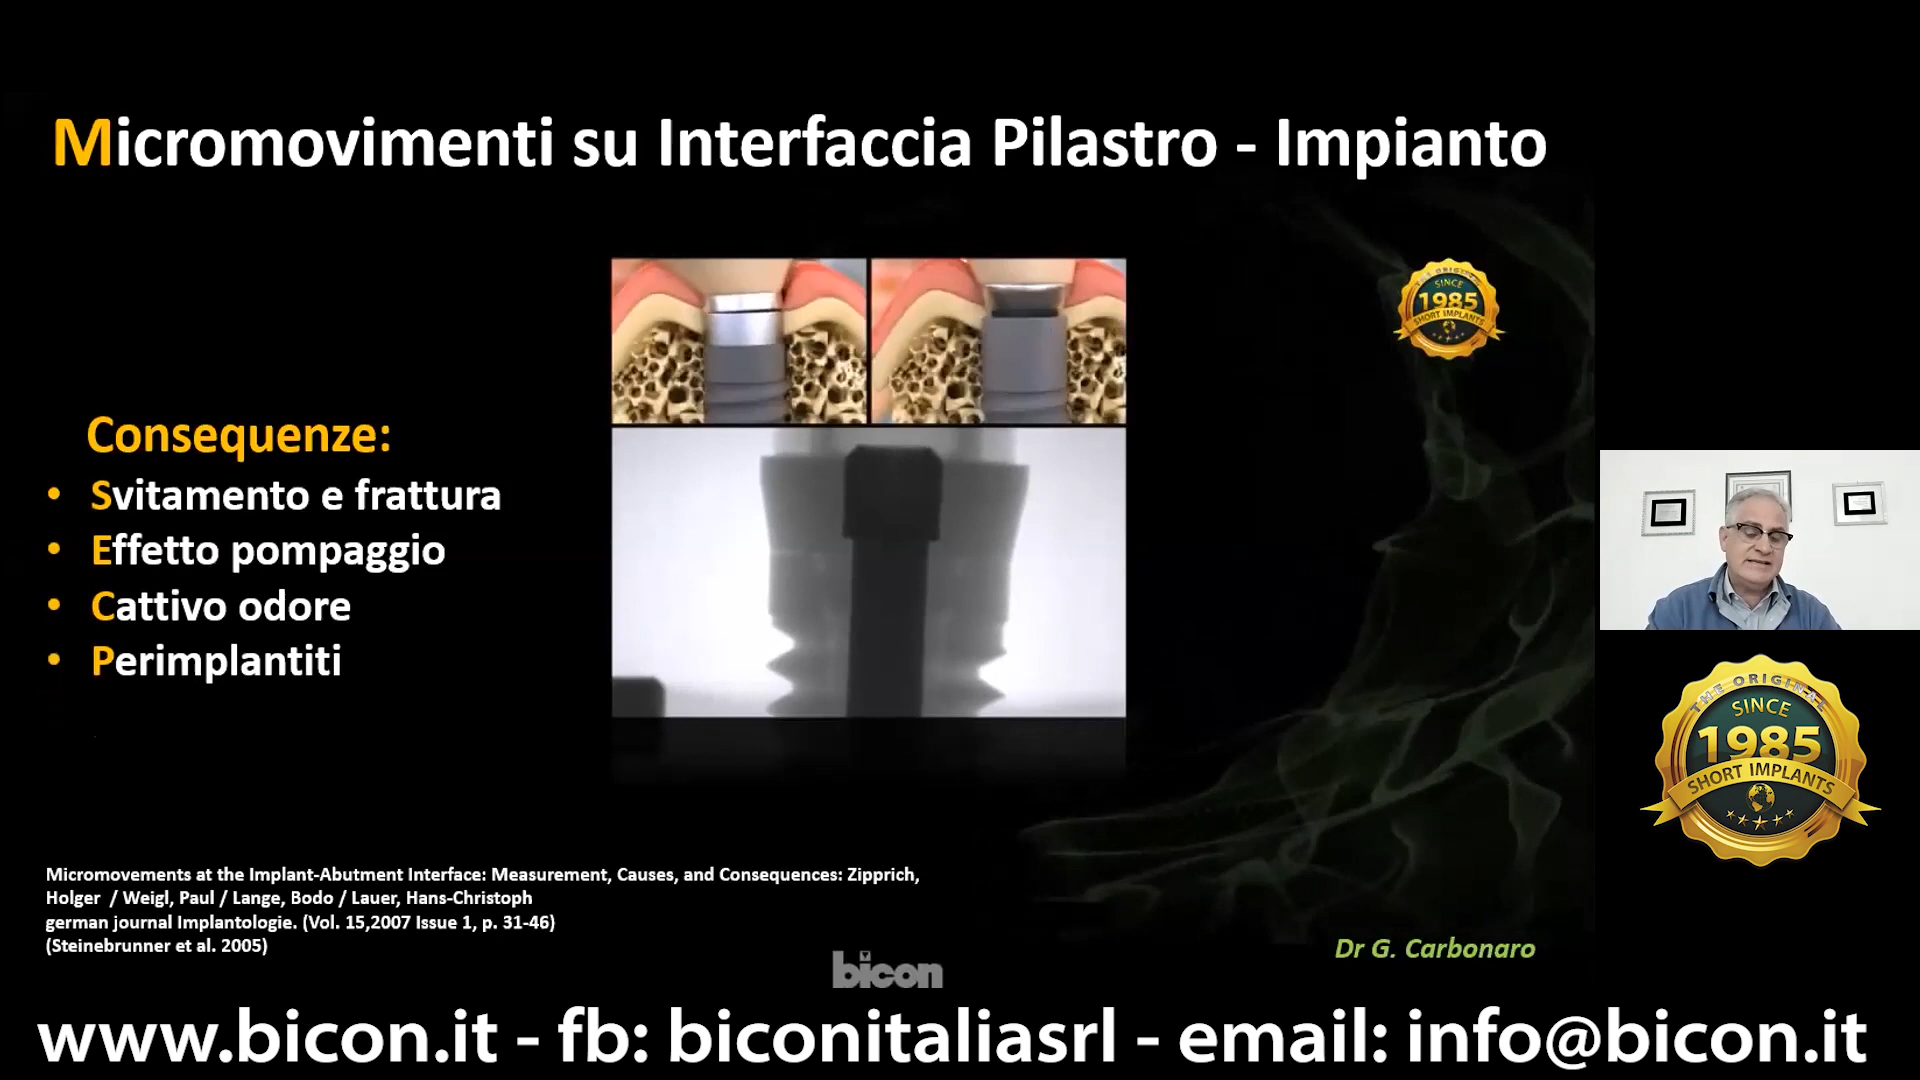 Micromovimenti su Interfaccia Pilastro - Impianto
THE ORIGINAL
SINCE
1985
SHORT IMPLANTS
Consequenze:
• Svitamento e frattura
• Effetto pompaggio
• Cattivo odore
• Perimplantiti
THE ORIGINAL
SINCE
1985
SHORT IMPLANTS
Micromovements at the Implant-Abutment Interface: Measurement, Causes, and Consequences: Zipprich,
Holger / Weigl, Paul / Lange, Bodo / Lauer, Hans-Christoph
german journal Implantologie. (Vol. 15,2007 Issue 1, p. 31-46)
(Steinebrunner et al. 2005)
Dr G. Carbonaro
bicon
www.bicon.it - fb: biconitaliasrl - email: info@bicon.it